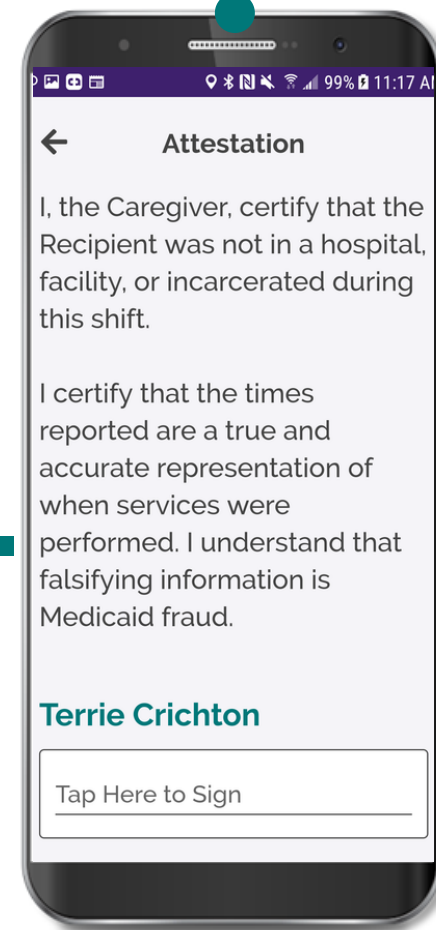 99% 11:17 AM
Attestation
I, the Caregiver, certify that the
Recipient was not in a hospital,
facility, or incarcerated during
this shift.
I certify that the times
reported are a true and
accurate representation of
when services were
performed. I understand that
falsifying information is
Medicaid fraud.
Terrie Crichton
Tap Here to Sign